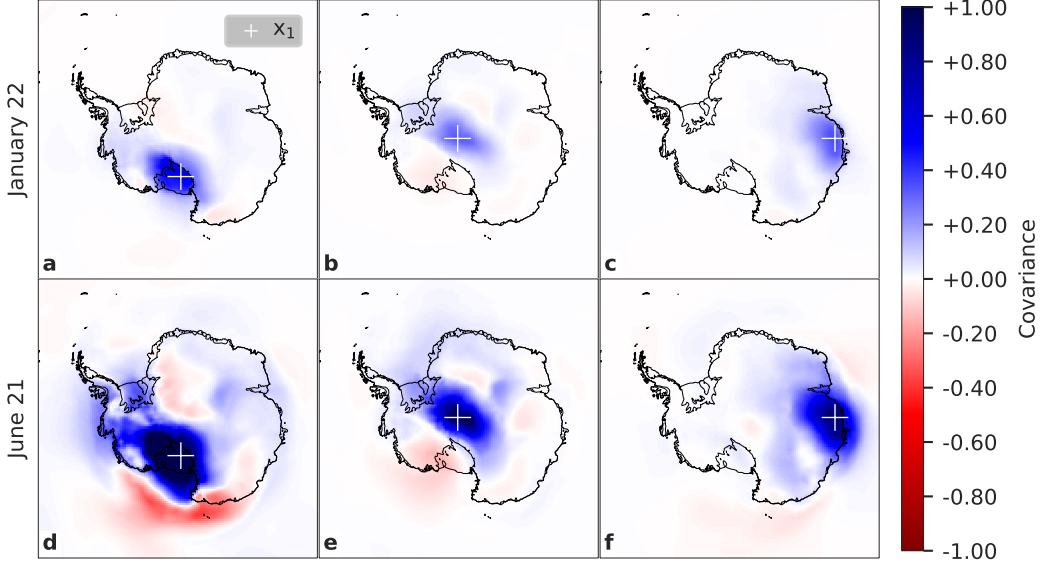 x₁
January 22
a
b
c
June 21
d
e
f
+1.00
+0.80
+0.60
+0.40
+0.20
+0.00
-0.20
-0.40
-0.60
-0.80
-1.00
Covariance